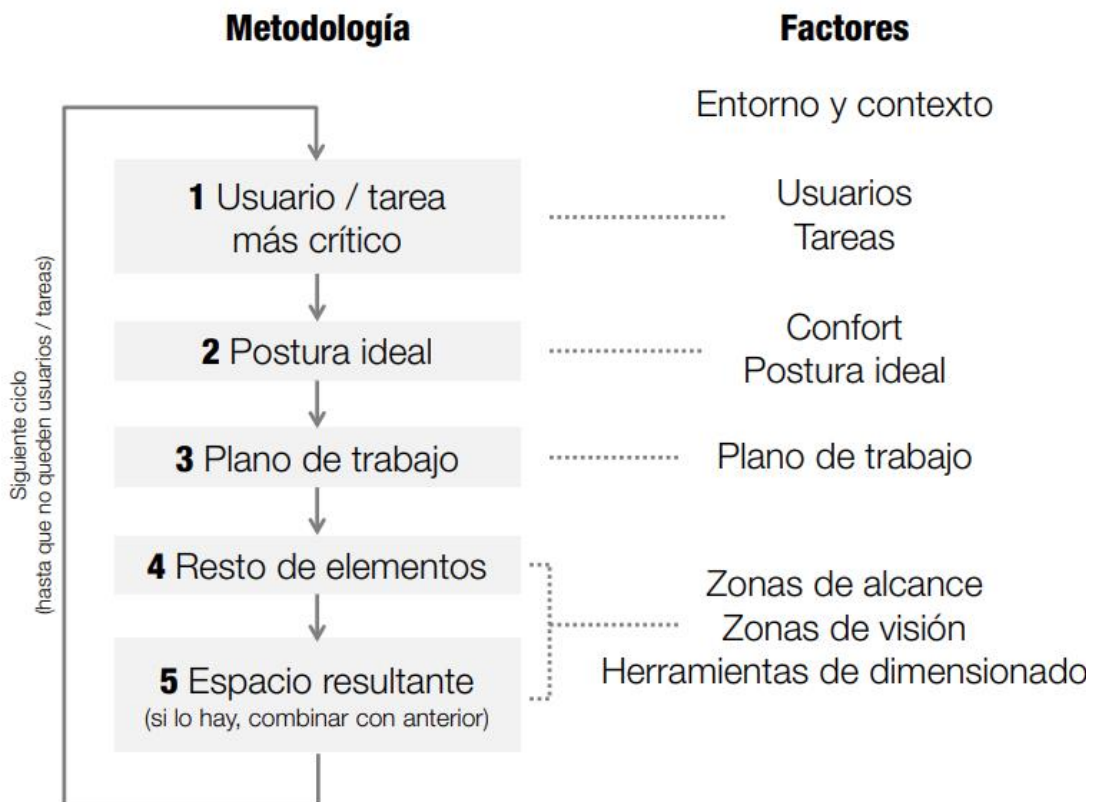 Metodología
Factores
Entorno y contexto
1 Usuario / tarea
más crítico
Usuarios
Tareas
2 Postura ideal
Confort
Postura ideal
3 Plano de trabajo
Plano de trabajo
4 Resto de elementos
Zonas de alcance
Zonas de visión
Herramientas de dimensionado
5 Espacio resultante
(si lo hay, combinar con anterior)
Siguiente ciclo
(hasta que no queden usuarios / tareas)